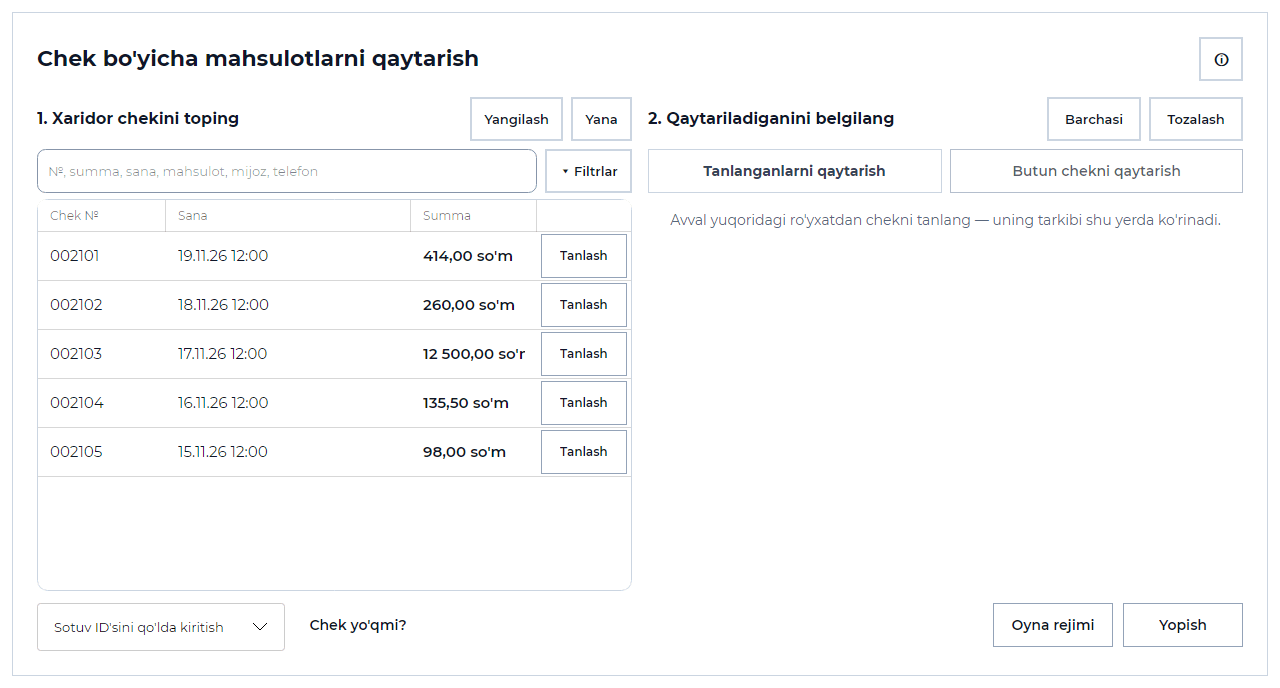 Chek bo'yicha mahsulotlarni qaytarish
1. Xaridor chekini toping
Yangilash
Yana
№, summa, sana, mahsulot, mijoz, telefon
Filtrlar
Chek № Sana Summa
002101 19.11.26 12:00 414,00 so'm Tanlash
002102 18.11.26 12:00 260,00 so'm Tanlash
002103 17.11.26 12:00 12 500,00 so' Tanlash
002104 16.11.26 12:00 135,50 so'm Tanlash
002105 15.11.26 12:00 98,00 so'm Tanlash
Sotuv ID'sini qo'lda kiritish
Chek yo'qmi?
2. Qaytariladiganini belgilang
Barchasi
Tozalash
Tanlanganlarni qaytarish
Butun chekni qaytarish
Avval yuqoridagi ro'yxatdan chekni tanlang — uning tarkibi shu yerda ko'rinadi.
Oyna rejimi
Yopish